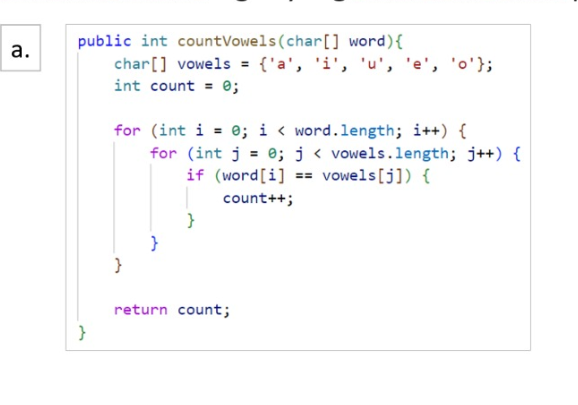 a.
public int countVowels(char[] word){
char[] vowels = {'a', 'i', 'u', 'e', 'o'};
int count = 0;
for (int i = 0; i < word.length; i++) {
for (int j = 0; j < vowels.length; j++) {
if (word[i] == vowels[j]) {
count++;
}
}
}
return count;
}